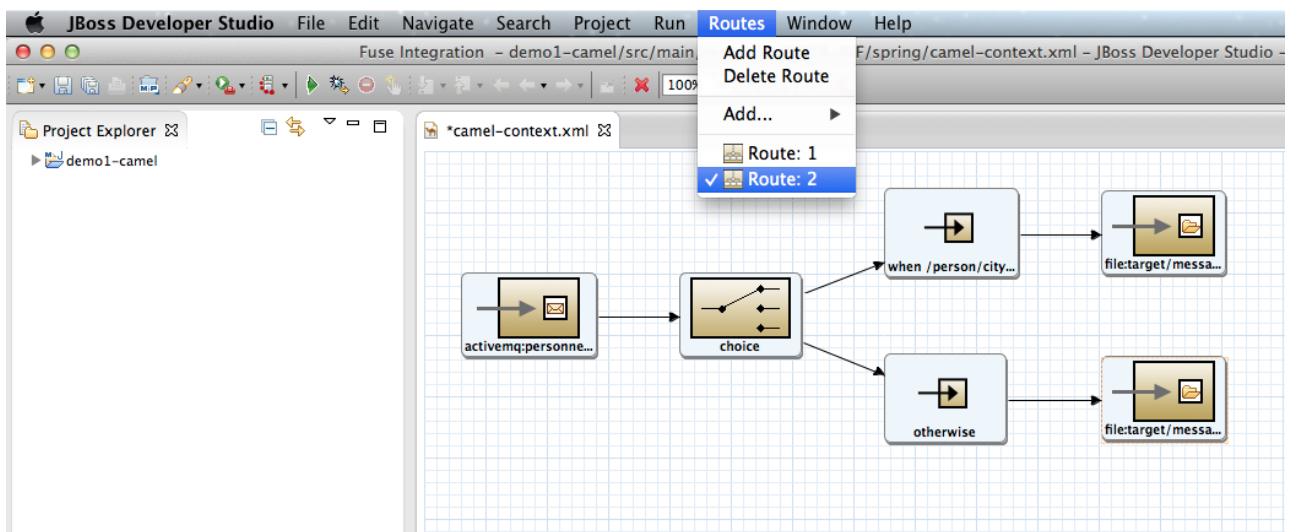 JBoss Developer Studio File Edit Navigate Search Project Run Routes Window Help
Fuse Integration - demo1-camel/src/main, F/spring/camel-context.xml - JBoss Developer Studio -
100%
Add Route
Delete Route
Add...
Route: 1
Route: 2
Project Explorer
demo1-camel
*camel-context.xml
when /person/city...
file:target/messa...
activemq:personne...
choice
otherwise
file:target/messa...